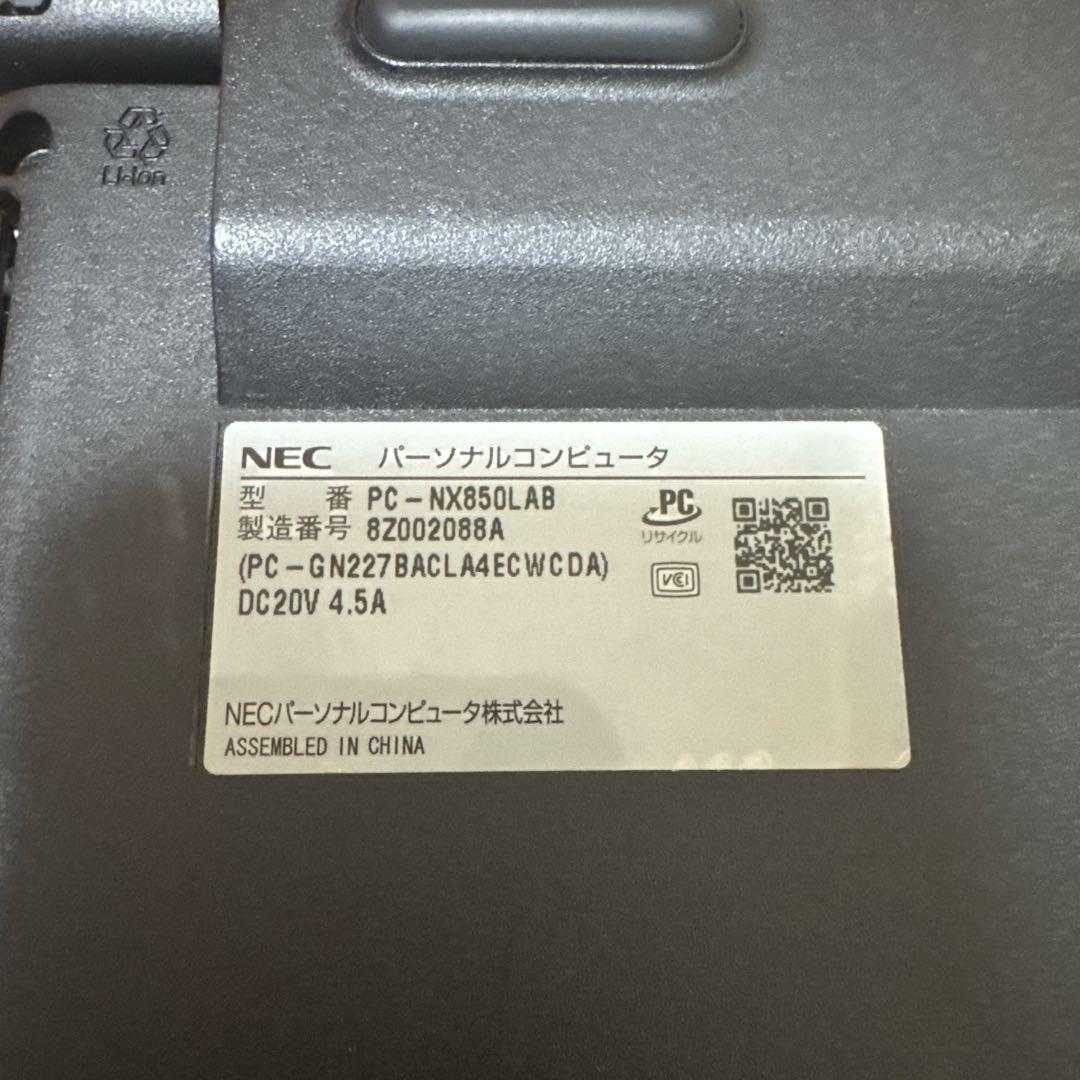 Li-ion
NEC パーソナルコンピュータ
型 番 PC-NX850LAB
製造番号 8Z002088A
(PC-GN227BACLA4ECWCDA)
DC20V 4.5A
PC
リサイクル
VCI
NECパーソナルコンピュータ株式会社
ASSEMBLED IN CHINA